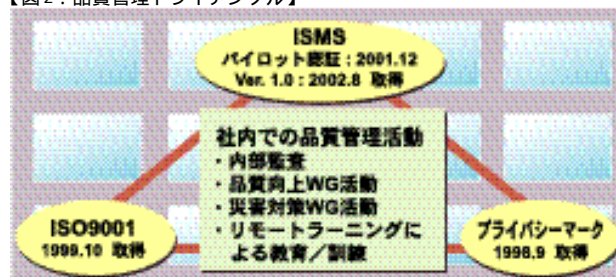 【図2:品質管理トライアングル】
ISMS
パイロット認証:2001.12
Ver. 1.0:2002.8 取得
社内での品質管理活動
・内部監査
・品質向上WG活動
・災害対策WG活動
・リモートラーニングに
よる教育/訓練
ISO9001
1999.10 取得
プライバシーマーク
1998.9 取得